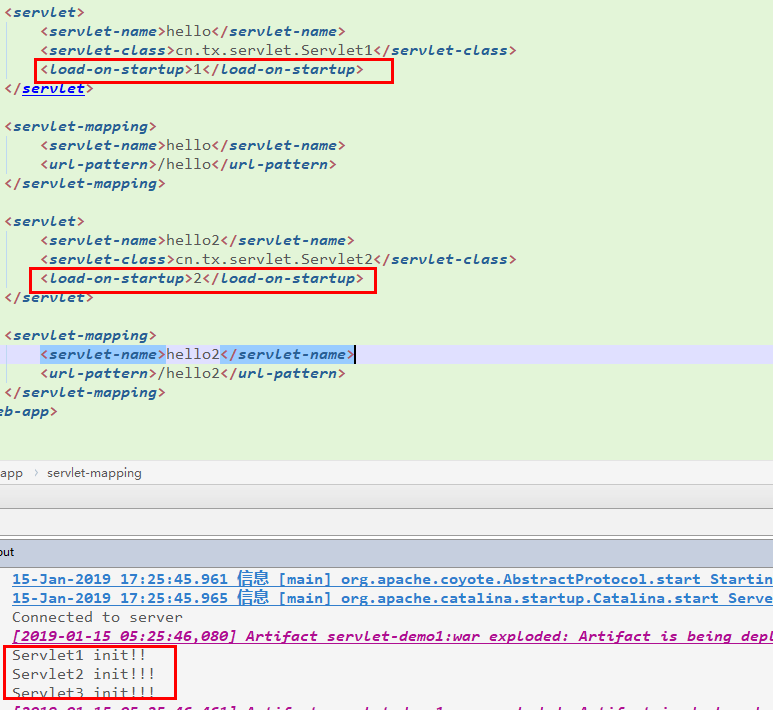 <servlet>
<servlet-name>hello</servlet-name>
<servlet-class>cn.tx.servlet.Servlet1</servlet-class>
<load-on-startup>1</load-on-startup>
</servlet>
<servlet-mapping>
<servlet-name>hello</servlet-name>
<url-pattern>/hello</url-pattern>
</servlet-mapping>
<servlet>
<servlet-name>hello2</servlet-name>
<servlet-class>cn.tx.servlet.Servlet2</servlet-class>
<load-on-startup>2</load-on-startup>
</servlet>
<servlet-mapping>
<servlet-name>hello2</servlet-name>
<url-pattern>/hello2</url-pattern>
</servlet-mapping>
eb-app>
app › servlet-mapping
out
15-Jan-2019 17:25:45.961 信息 [main] org.apache.coyote.AbstractProtocol.start Startin
15-Jan-2019 17:25:45.965 信息 [main] org.apache.catalina.startup.Catalina.start Serve
Connected to server
[2019-01-15 05:25:46,080] Artifact servlet-demo1:war exploded: Artifact is being depl
Servlet1 init!!
Servlet2 init!!!
Servlet3 init!!!